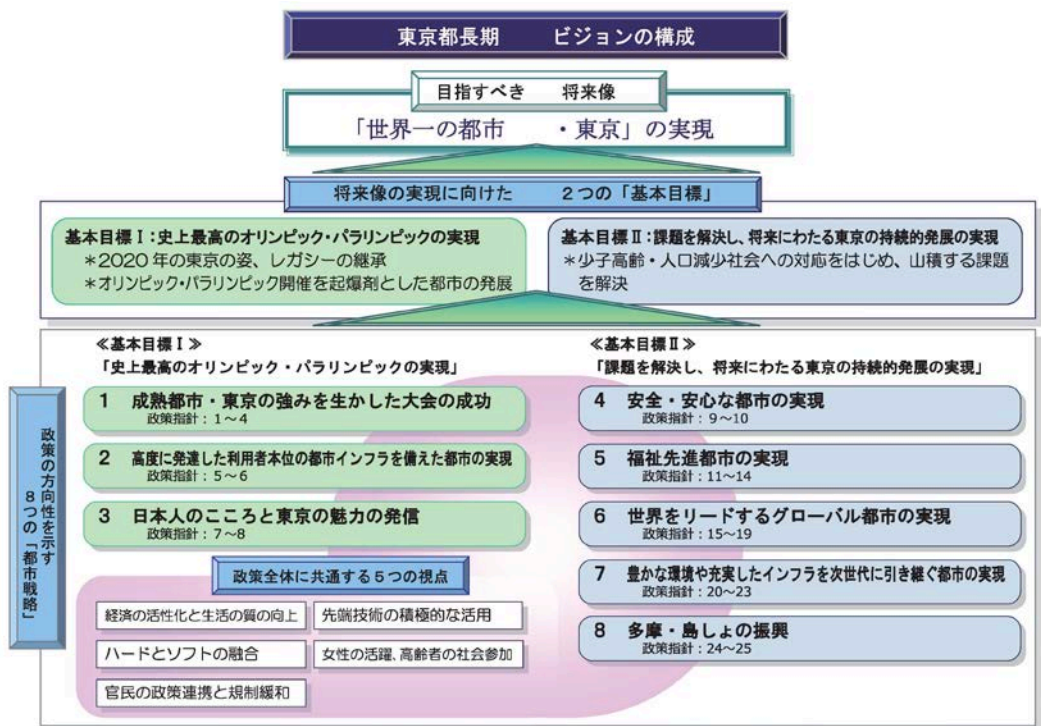 東京都長期 ビジョンの構成
目指すべき 将来像
「世界一の都市 ・東京」の実現
将来像の実現に向けた 2つの「基本目標」
基本目標Ⅰ：史上最高のオリンピック・パラリンピックの実現
＊2020年の東京の姿、レガシーの継承
＊オリンピック・パラリンピック開催を起爆剤とした都市の発展
基本目標Ⅱ：課題を解決し、将来にわたる東京の持続的発展の実現
＊少子高齢・人口減少社会への対応をはじめ、山積する課題
を解決
政策の方向性を示す
8つの「都市戦略」
≪基本目標Ⅰ≫
「史上最高のオリンピック・パラリンピックの実現」
1 成熟都市・東京の強みを生かした大会の成功
政策指針：1～4
2 高度に発達した利用者本位の都市インフラを備えた都市の実現
政策指針：5～6
3 日本人のこころと東京の魅力の発信
政策指針：7～8
政策全体に共通する5つの視点
経済の活性化と生活の質の向上
先端技術の積極的な活用
ハードとソフトの融合
女性の活躍、高齢者の社会参加
官民の政策連携と規制緩和
≪基本目標Ⅱ≫
「課題を解決し、将来にわたる東京の持続的発展の実現」
4 安全・安心な都市の実現
政策指針：9～10
5 福祉先進都市の実現
政策指針：11～14
6 世界をリードするグローバル都市の実現
政策指針：15～19
7 豊かな環境や充実したインフラを次世代に引き継ぐ都市の実現
政策指針：20～23
8 多摩・島しょの振興
政策指針：24～25